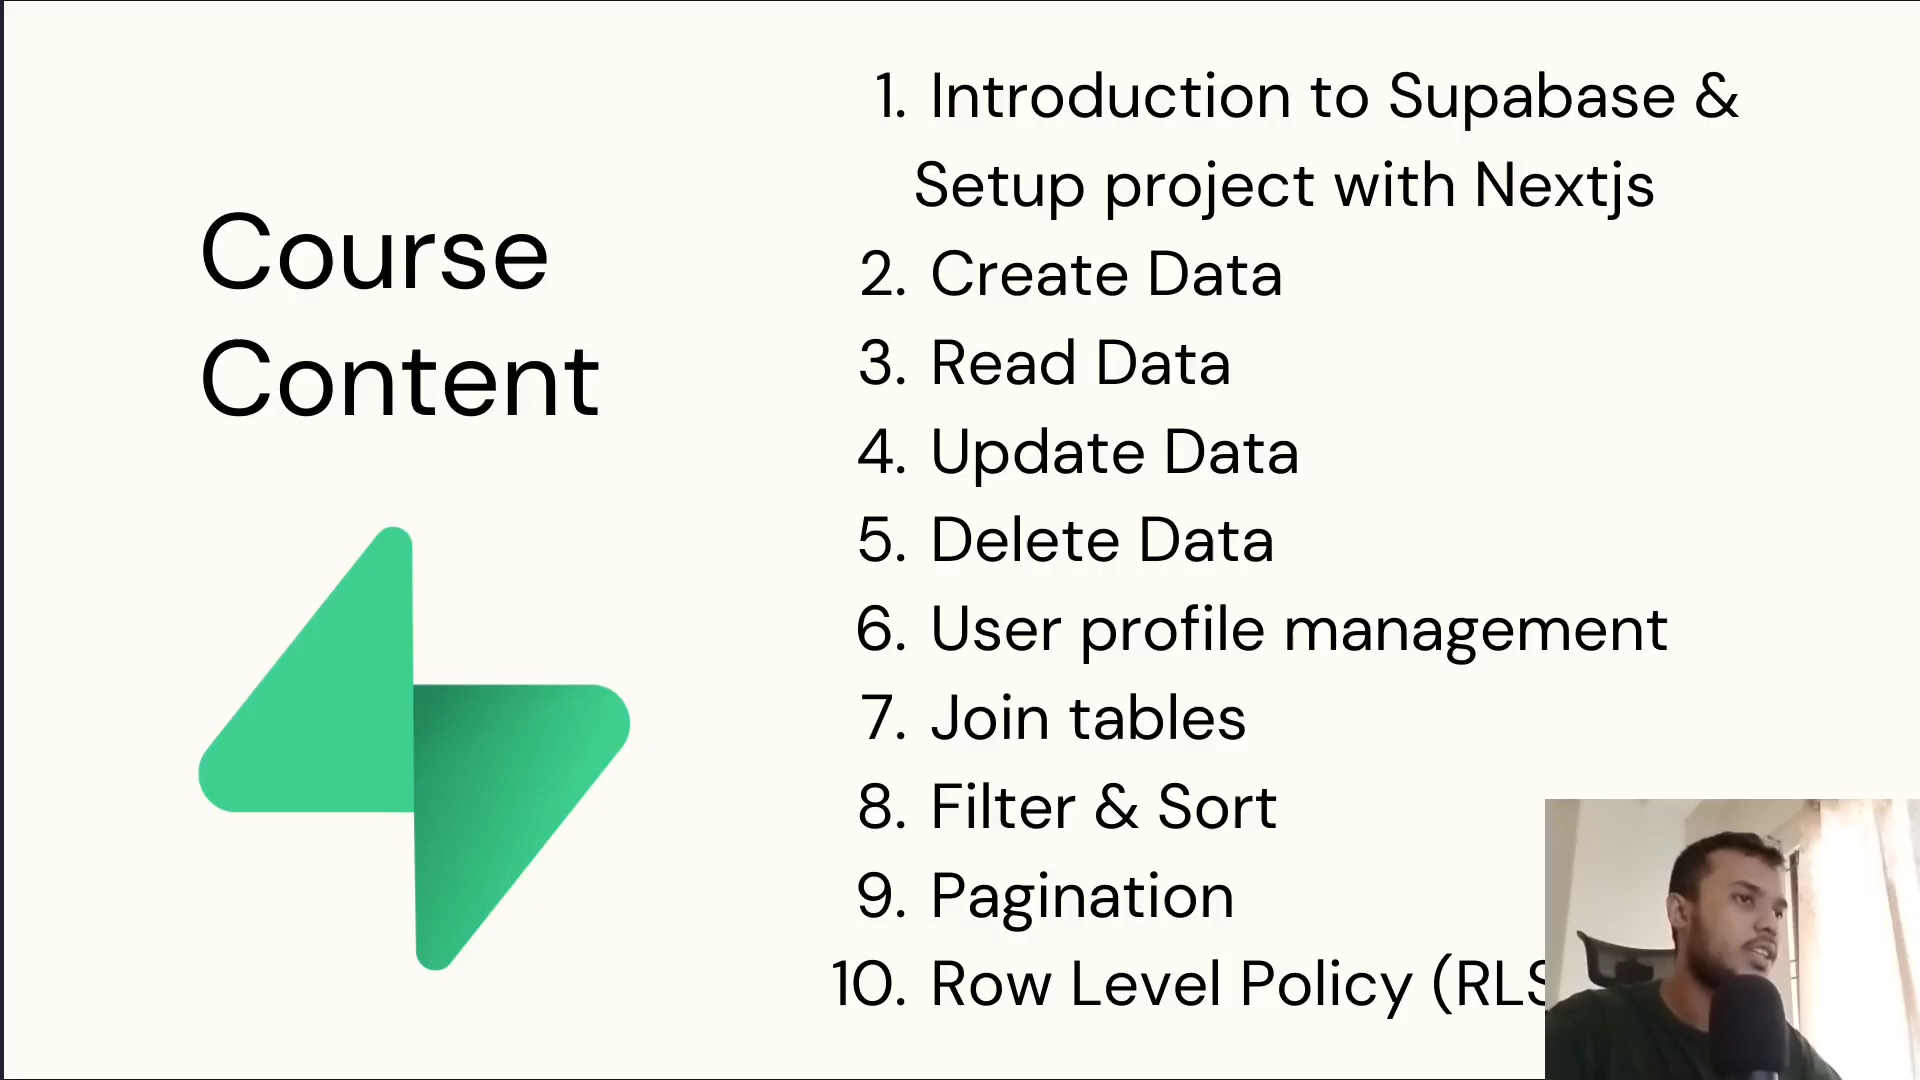 Course
Content
1. Introduction to Supabase &
Setup project with Nextjs
2. Create Data
3. Read Data
4. Update Data
5. Delete Data
6. User profile management
7. Join tables
8. Filter & Sort
9. Pagination
10. Row Level Policy (RLS